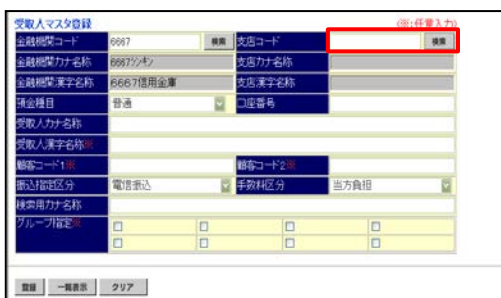 受取人マスタ登録 (※:任意入力)
金融機関コード 6667 検索 支店コード 検索
金融機関カナ名称 6667シンキン 支店カナ名称
金融機関漢字名称 6667信用金庫 支店漢字名称
預金種目 普通 口座番号
受取人カナ名称
受取人漢字名称※
顧客コード1※ 顧客コード2※
振込指定区分 電信振込 手数料区分 当方負担
検索用カナ名称
グループ指定※
登録 一覧表示 クリア